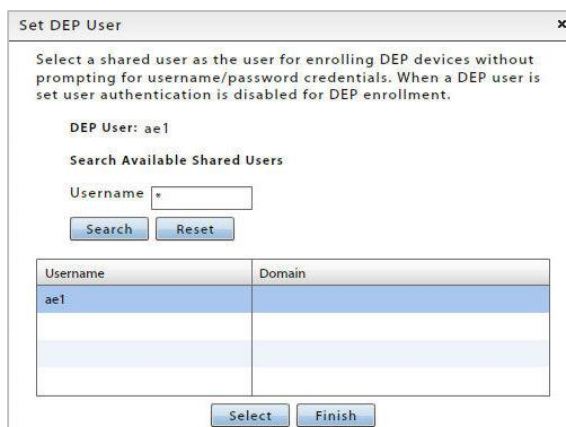 Set DEP User x
Select a shared user as the user for enrolling DEP devices without
prompting for username/password credentials. When a DEP user is
set user authentication is disabled for DEP enrollment.
DEP User: ae1
Search Available Shared Users
Username *
Search Reset
Username Domain
ae1
Select Finish